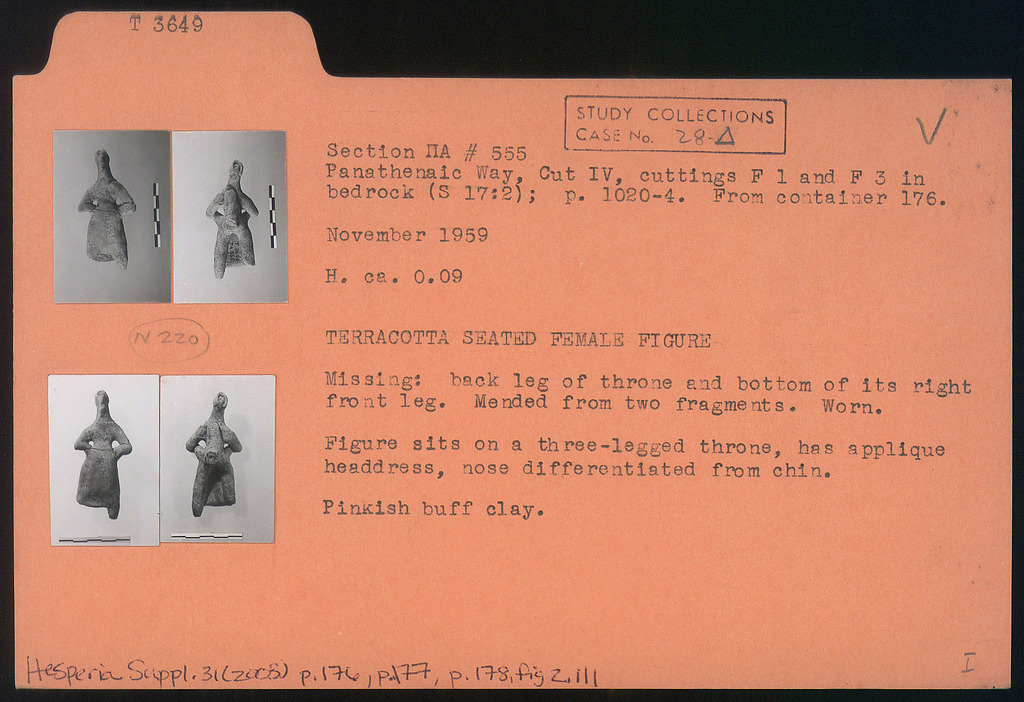 T 3649
STUDY COLLECTIONS
CASE No. 28-Δ
Section ΠΑ # 555
Panathenaic Way, Cut IV, cuttings F 1 and F 3 in
bedrock (S 17:2); p. 1020-4. From container 176.
November 1959
H. ca. 0.09
N 220
TERRACOTTA SEATED FEMALE FIGURE
Missing: back leg of throne and bottom of its right
front leg. Mended from two fragments. Worn.
Figure sits on a three-legged throne, has applique
headdress, nose differentiated from chin.
Pinkish buff clay.
Hesperia Suppl. 31 (2003) p.176, p.177, p.178, fig 2, ill
I